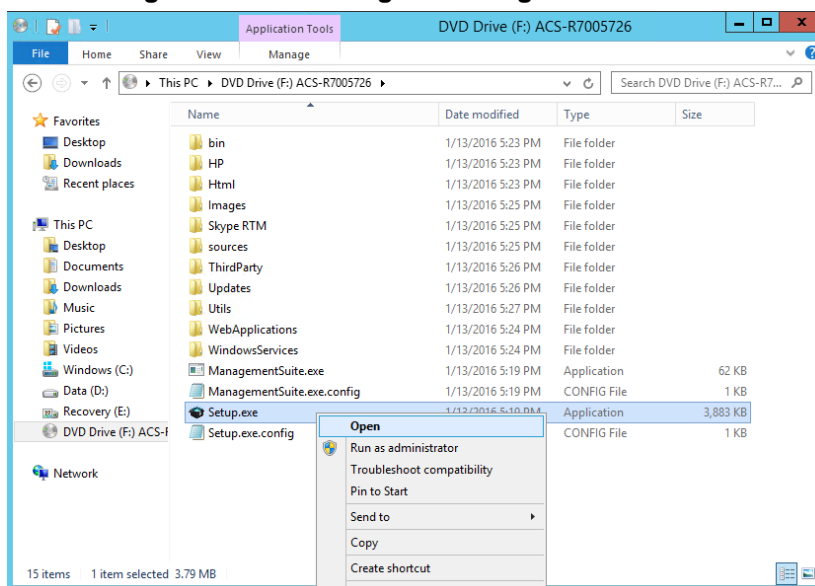 Application Tools
DVD Drive (F:) ACS-R7005726
File Home Share View Manage
This PC DVD Drive (F:) ACS-R7005726
Search DVD Drive (F:) ACS-R7...
Name Date modified Type Size
Favorites
Desktop
Downloads
Recent places
This PC
Desktop
Documents
Downloads
Music
Pictures
Videos
Windows (C:)
Data (D:)
Recovery (E:)
DVD Drive (F:) ACS-F
Network
bin 1/13/2016 5:23 PM File folder
HP 1/13/2016 5:23 PM File folder
Html 1/13/2016 5:23 PM File folder
Images 1/13/2016 5:25 PM File folder
Skype RTM 1/13/2016 5:25 PM File folder
sources 1/13/2016 5:25 PM File folder
ThirdParty 1/13/2016 5:26 PM File folder
Updates 1/13/2016 5:26 PM File folder
Utils 1/13/2016 5:27 PM File folder
WebApplications 1/13/2016 5:24 PM File folder
WindowsServices 1/13/2016 5:24 PM File folder
ManagementSuite.exe 1/13/2016 5:19 PM Application 62 KB
ManagementSuite.exe.config 1/13/2016 5:19 PM CONFIG File 1 KB
Setup.exe 1/13/2016 5:19 PM Application 3,883 KB
Setup.exe.config CONFIG File 1 KB
Open
Run as administrator
Troubleshoot compatibility
Pin to Start
Send to
Copy
Create shortcut
15 items 1 item selected 3.79 MB